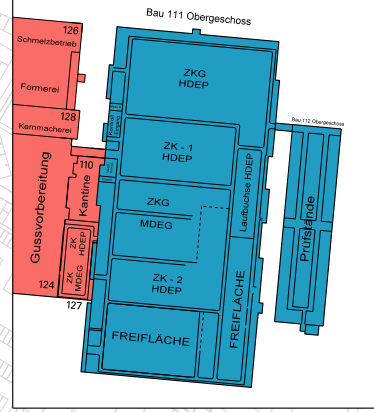 Bau 111 Obergeschoss
126
Schmelzbetrieb
Formerei
128
Kernmacherei
Gussvorbereitung
124
110
Kantine
ZK
HDEP
ZK
MDEG
127
ZKG
HDEP
Eingang
ZK - 1
HDEP
Laufbuchse HDEP
ZKG
MDEG
ZK - 2
HDEP
FREIFLÄCHE
FREIFLÄCHE
Bau 112 Obergeschoss
Prüfstände